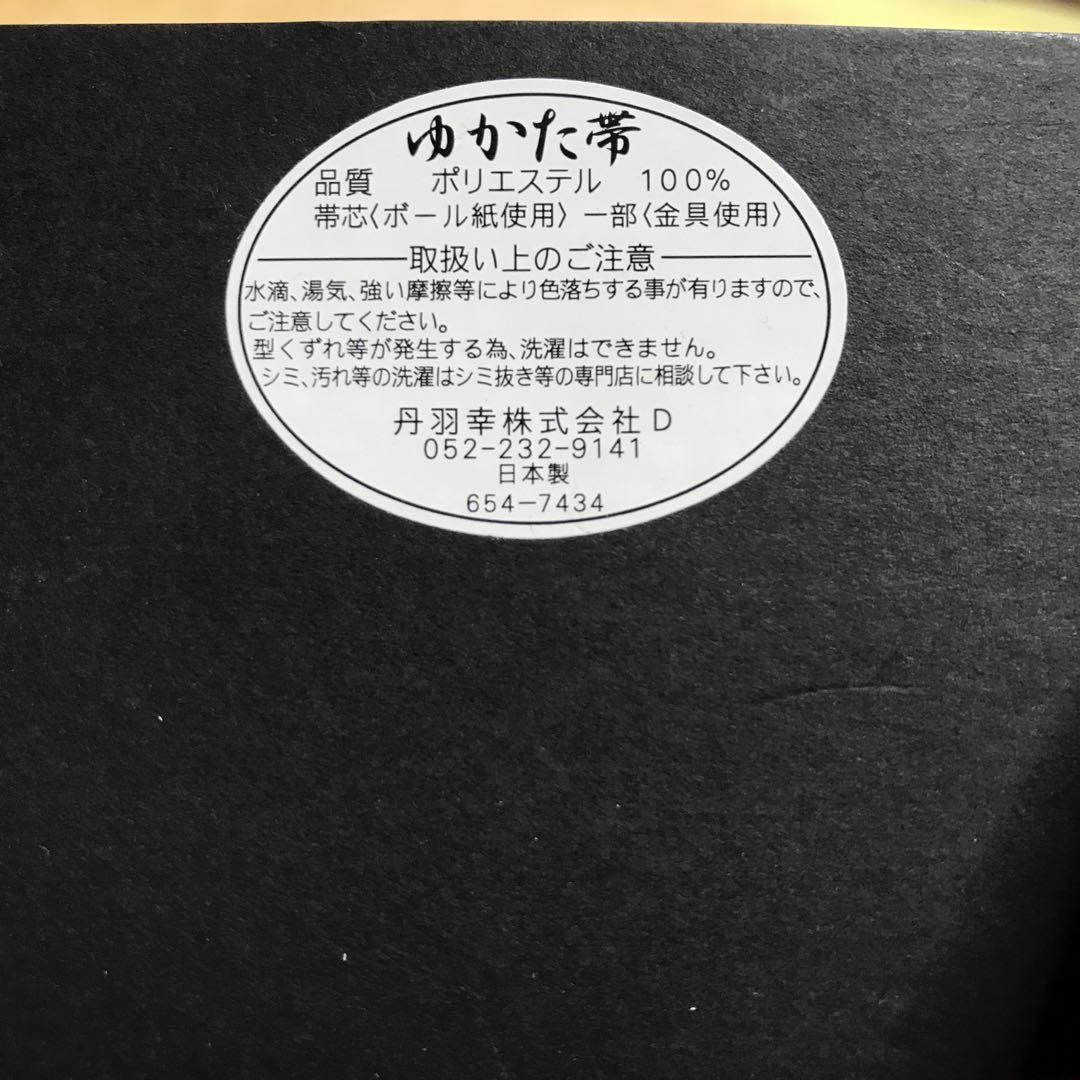 ゆかた帯
品質　ポリエステル　100%
帯芯〈ボール紙使用〉一部〈金具使用〉
取扱い上のご注意
水滴、湯気、強い摩擦等により色落ちする事が有りますので、
ご注意してください。
型くずれ等が発生する為、洗濯はできません。
シミ、汚れ等の洗濯はシミ抜き等の専門店に相談して下さい。
丹羽幸株式会社 D
052-232-9141
日本製
654-7434